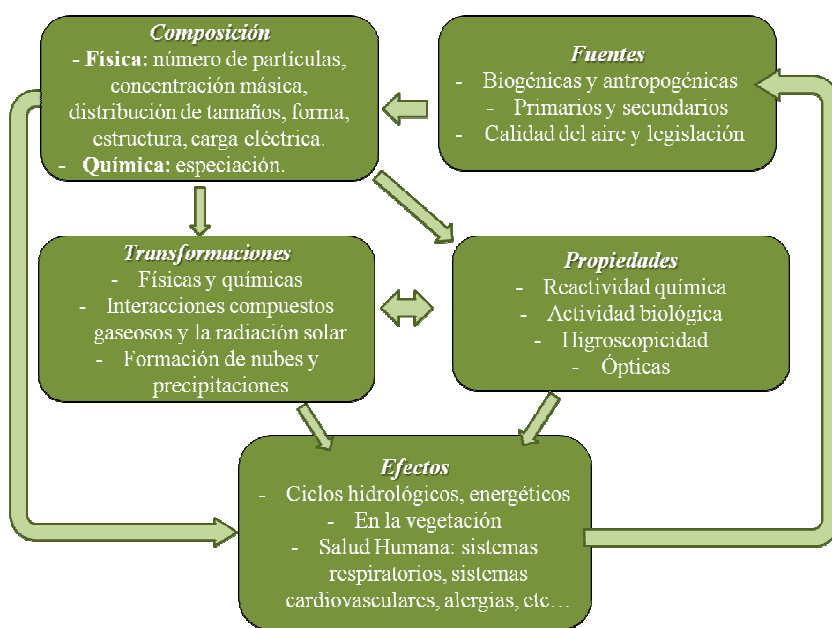 Composición
- Física: número de partículas,
concentración másica,
distribución de tamaños, forma,
estructura, carga eléctrica.
- Química: especiación.
Fuentes
- Biogénicas y antropogénicas
- Primarios y secundarios
- Calidad del aire y legislación
Transformaciones
- Físicas y químicas
- Interacciones compuestos
gaseosos y la radiación solar
- Formación de nubes y
precipitaciones
Propiedades
- Reactividad química
- Actividad biológica
- Higroscopicidad
- Ópticas
Efectos
- Ciclos hidrológicos, energéticos
- En la vegetación
- Salud Humana: sistemas
respiratorios, sistemas
cardiovasculares, alergias, etc…